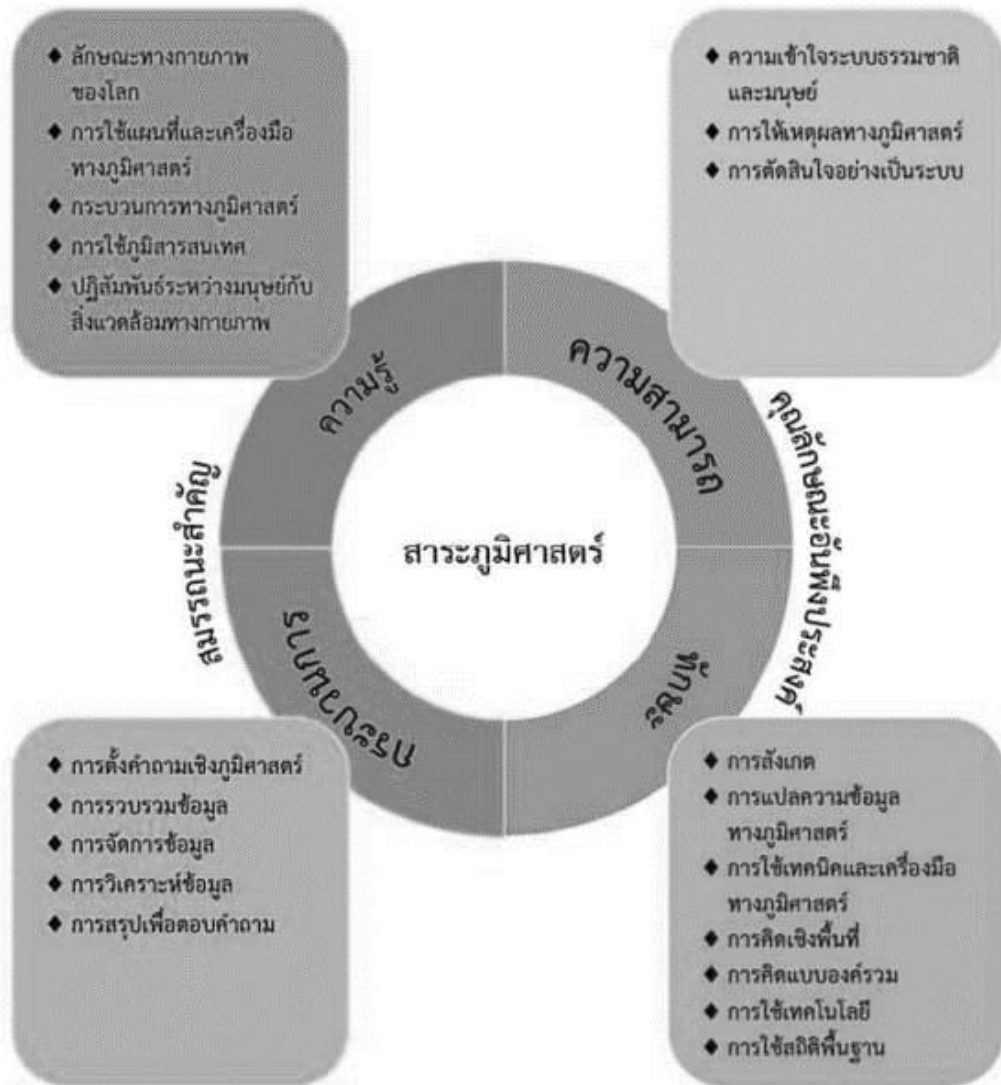 ◆ ลักษณะทางกายภาพ
ของโลก
◆ การใช้แผนที่และเครื่องมือ
ทางภูมิศาสตร์
◆ กระบวนการทางภูมิศาสตร์
◆ การใช้ภูมิสารสนเทศ
◆ ปฏิสัมพันธ์ระหว่างมนุษย์กับ
สิ่งแวดล้อมทางกายภาพ
◆ ความเข้าใจระบบธรรมชาติ
และมนุษย์
◆ การให้เหตุผลทางภูมิศาสตร์
◆ การตัดสินใจอย่างเป็นระบบ
ความรู้
ความสามารถ
สมรรถนะสำคัญ
สาระภูมิศาสตร์
คุณลักษณะอันพึงประสงค์
กระบวนการ
ทักษะ
◆ การตั้งคำถามเชิงภูมิศาสตร์
◆ การรวบรวมข้อมูล
◆ การจัดการข้อมูล
◆ การวิเคราะห์ข้อมูล
◆ การสรุปเพื่อตอบคำถาม
◆ การสังเกต
◆ การแปลความข้อมูล
ทางภูมิศาสตร์
◆ การใช้เทคนิคและเครื่องมือ
ทางภูมิศาสตร์
◆ การคิดเชิงพื้นที่
◆ การคิดแบบองค์รวม
◆ การใช้เทคโนโลยี
◆ การใช้สถิติพื้นฐาน